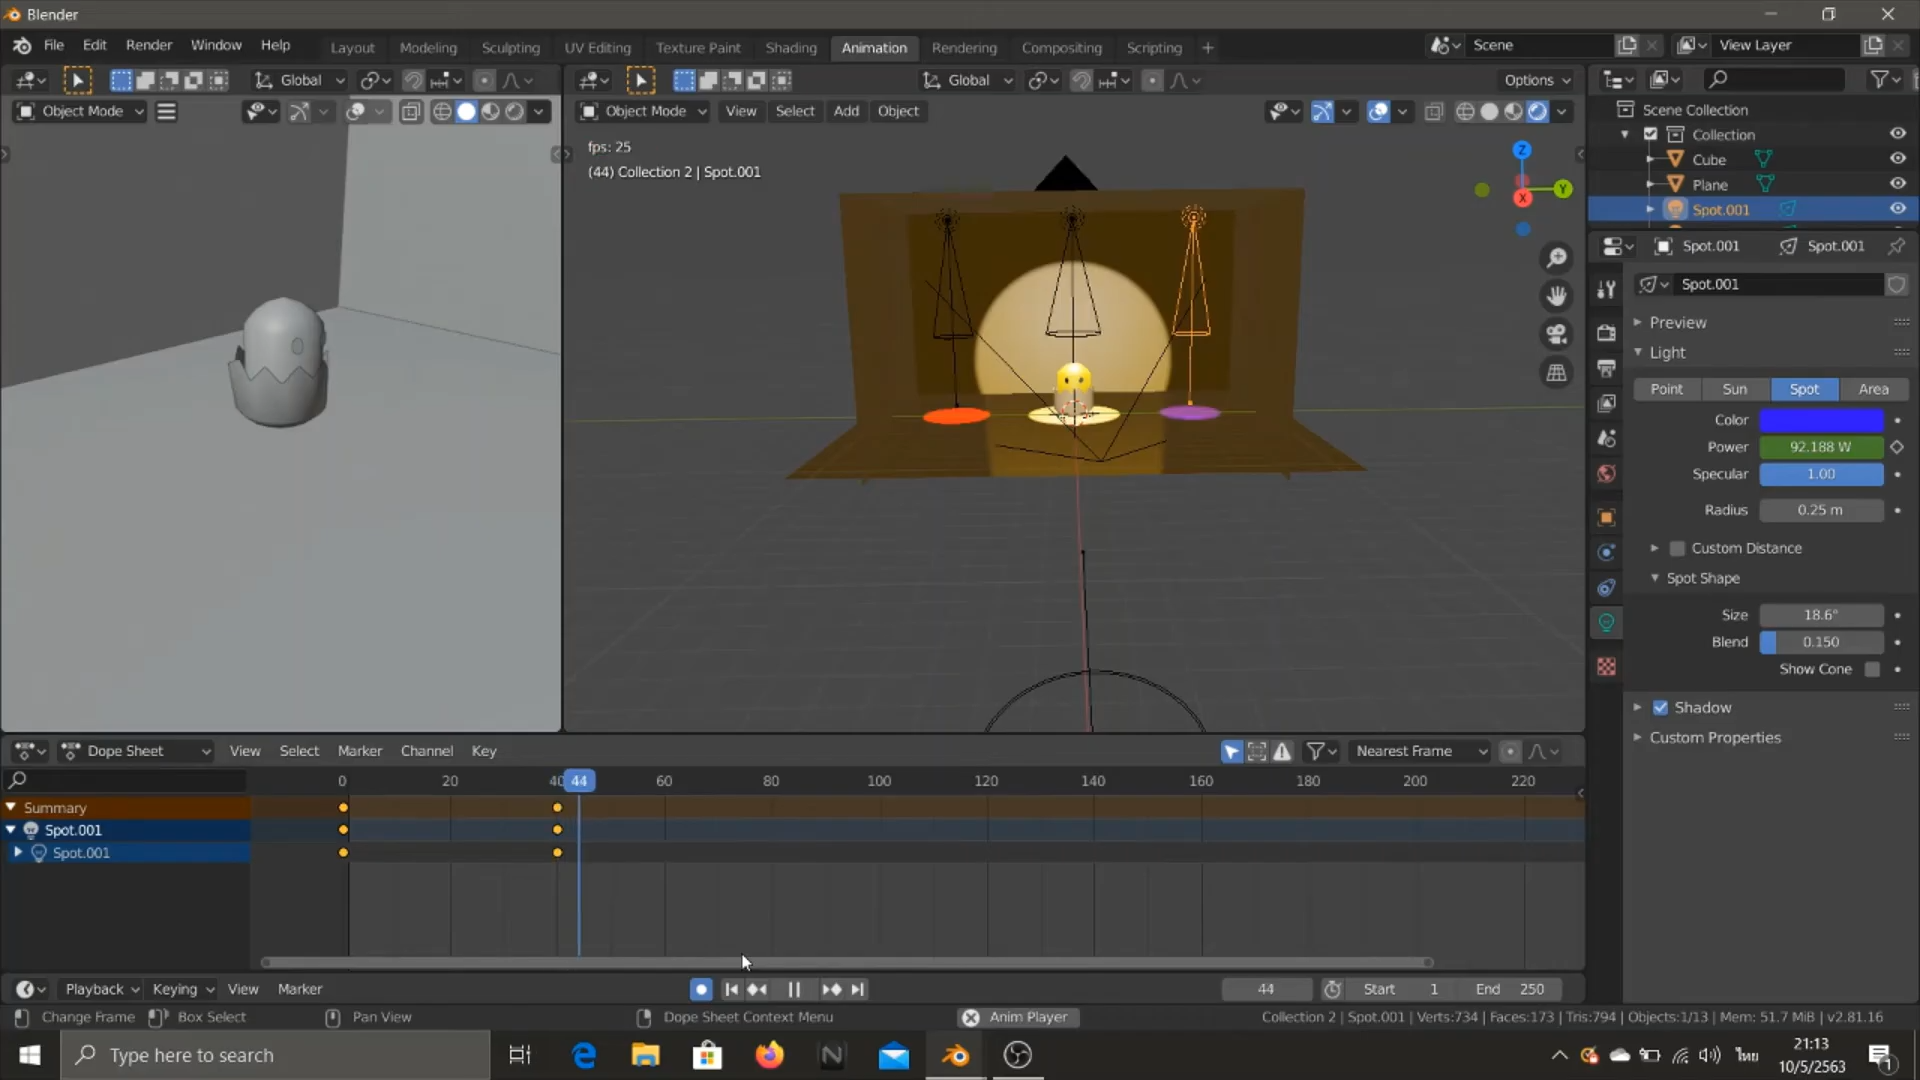 Blender
File Edit Render Window Help Layout Modeling Sculpting UV Editing Texture Paint Shading Animation Rendering Compositing Scripting + Scene View Layer
Global Global Options
Object Mode Object Mode View Select Add Object
fps: 25
(44) Collection 2 | Spot.001
Z
Y
X
Scene Collection
Collection
Cube
Plane
Spot.001
Spot.001 Spot.001
Spot.001
Preview
Light
Point Sun Spot Area
Color
Power 92.188 W
Specular 1.00
Radius 0.25 m
Custom Distance
Spot Shape
Size 18.6°
Blend 0.150
Show Cone
Shadow
Custom Properties
Dope Sheet View Select Marker Channel Key Nearest Frame
0 20 40 44 60 80 100 120 140 160 180 200 220
Summary
Spot.001
Spot.001
Playback Keying View Marker 44 Start 1 End 250
Change Frame Box Select Pan View Dope Sheet Context Menu Anim Player Collection 2 | Spot.001 | Verts:734 | Faces:173 | Tris:794 | Objects:1/13 | Mem: 51.7 MiB | v2.81.16
Type here to search ไทย 21:13
10/5/2563 1